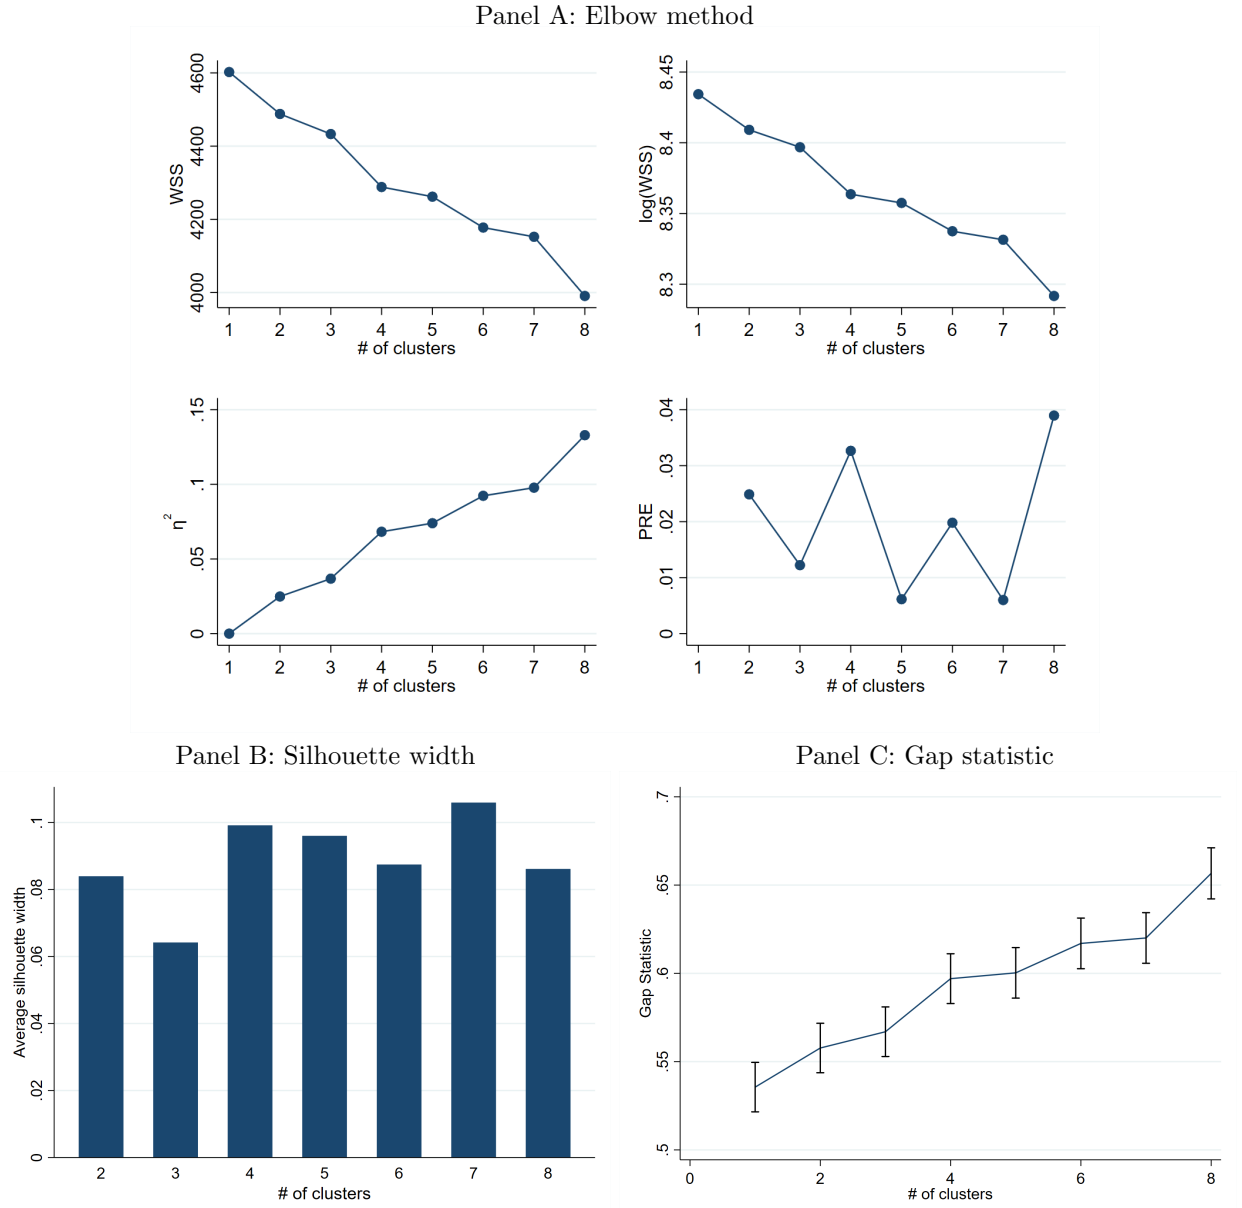 Panel A: Elbow method
WSS
4600
4400
4200
4000
1 2 3 4 5 6 7 8
# of clusters
log(WSS)
8.45
8.4
8.35
8.3
1 2 3 4 5 6 7 8
# of clusters
η²
.15
.1
.05
0
1 2 3 4 5 6 7 8
# of clusters
PRE
.04
.03
.02
.01
0
1 2 3 4 5 6 7 8
# of clusters
Panel B: Silhouette width
Average silhouette width
.1
.08
.06
.04
.02
0
2 3 4 5 6 7 8
# of clusters
Panel C: Gap statistic
Gap Statistic
.7
.65
.6
.55
.5
0 2 4 6 8
# of clusters